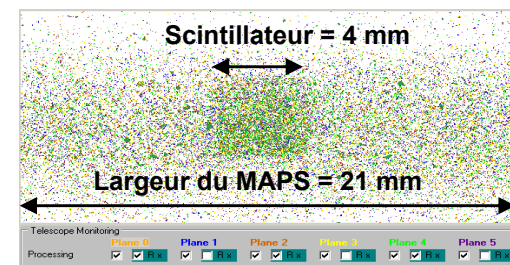 Scintillateur = 4 mm
Largeur du MAPS = 21 mm
Telescope Monitoring
Plane 0 Plane 1 Plane 2 Plane 3 Plane 4 Plane 5
Processing R x R x R x R x R x R x